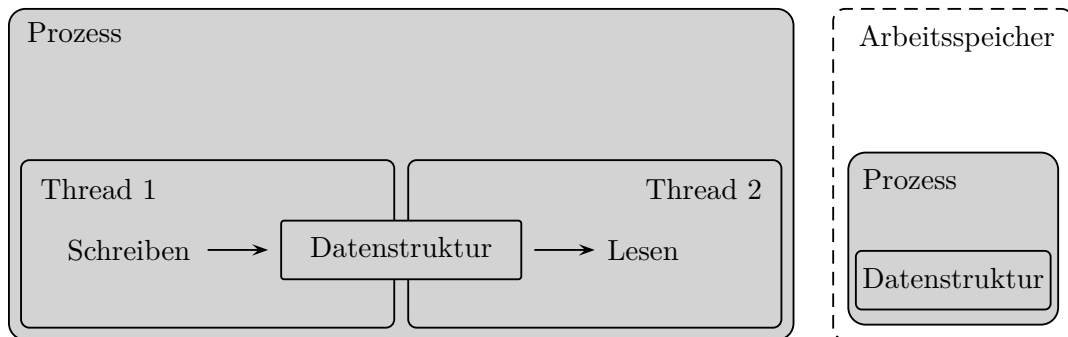 Prozess
Thread 1
Thread 2
Schreiben
Datenstruktur
Lesen
Arbeitsspeicher
Prozess
Datenstruktur